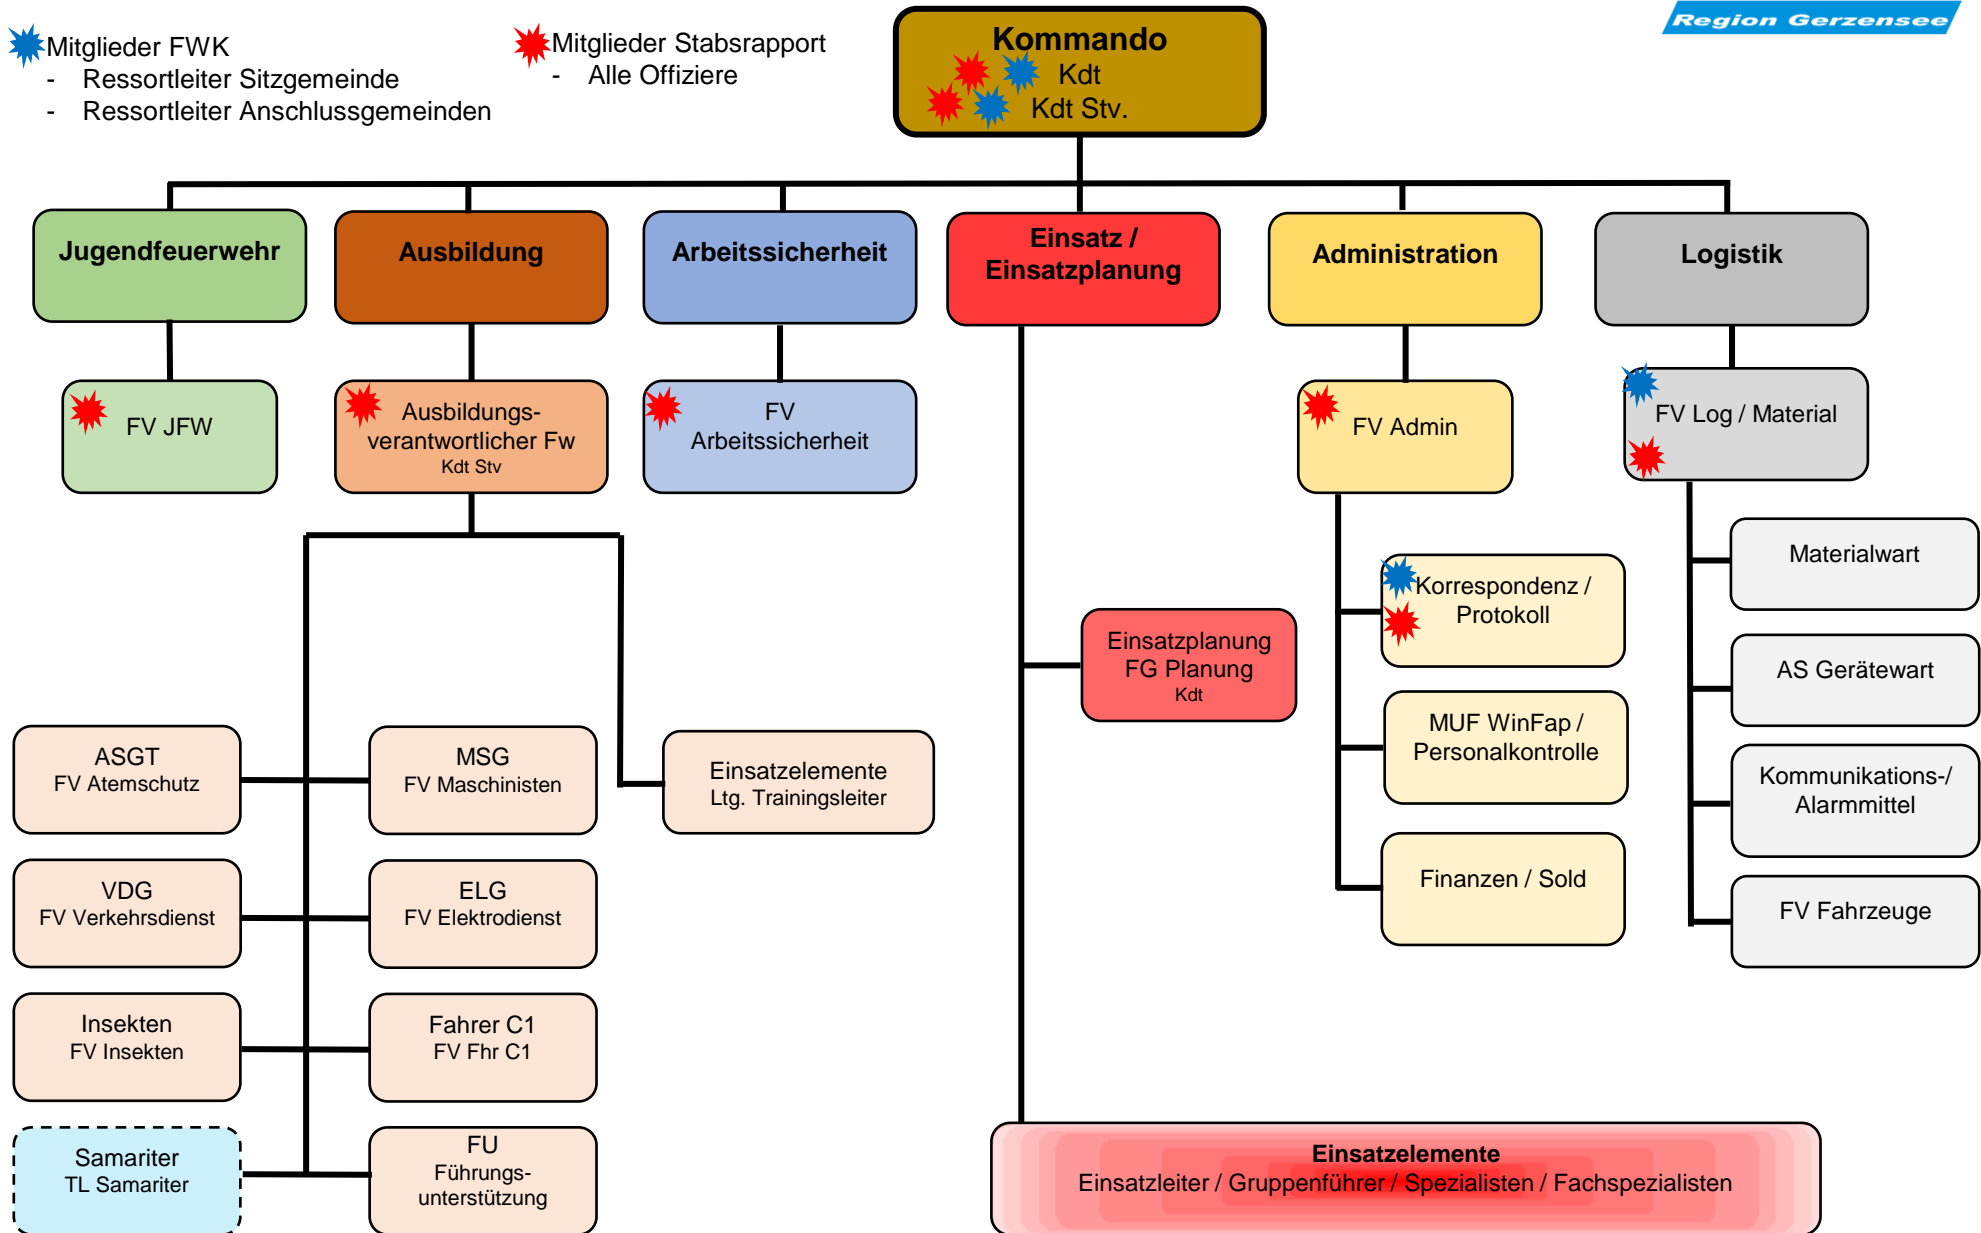 Mitglieder FWK
- Ressortleiter Sitzgemeinde
- Ressortleiter Anschlussgemeinden
Mitglieder Stabsrapport
- Alle Offiziere
Kommando
Kdt
Kdt Stv.
Region Gerzensee
Jugendfeuerwehr
Ausbildung
Arbeitssicherheit
Einsatz /
Einsatzplanung
Administration
Logistik
FV JFW
Ausbildungs-
verantwortlicher Fw
Kdt Stv
FV
Arbeitssicherheit
FV Admin
FV Log / Material
Materialwart
Korrespondenz /
Protokoll
Einsatzplanung
FG Planung
Kdt
AS Gerätewart
MUF WinFap /
Personalkontrolle
Kommunikations-/
Alarmmittel
Finanzen / Sold
FV Fahrzeuge
ASGT
FV Atemschutz
MSG
FV Maschinisten
Einsatzelemente
Ltg. Trainingsleiter
VDG
FV Verkehrsdienst
ELG
FV Elektrodienst
Insekten
FV Insekten
Fahrer C1
FV Fhr C1
Samariter
TL Samariter
FU
Führungs-
unterstützung
Einsatzelemente
Einsatzleiter / Gruppenführer / Spezialisten / Fachspezialisten